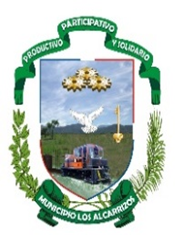 PRODUCTIVO PARTICIPATIVO Y SOLIDARIO
MUNICIPIO LOS ALCARRIZOS